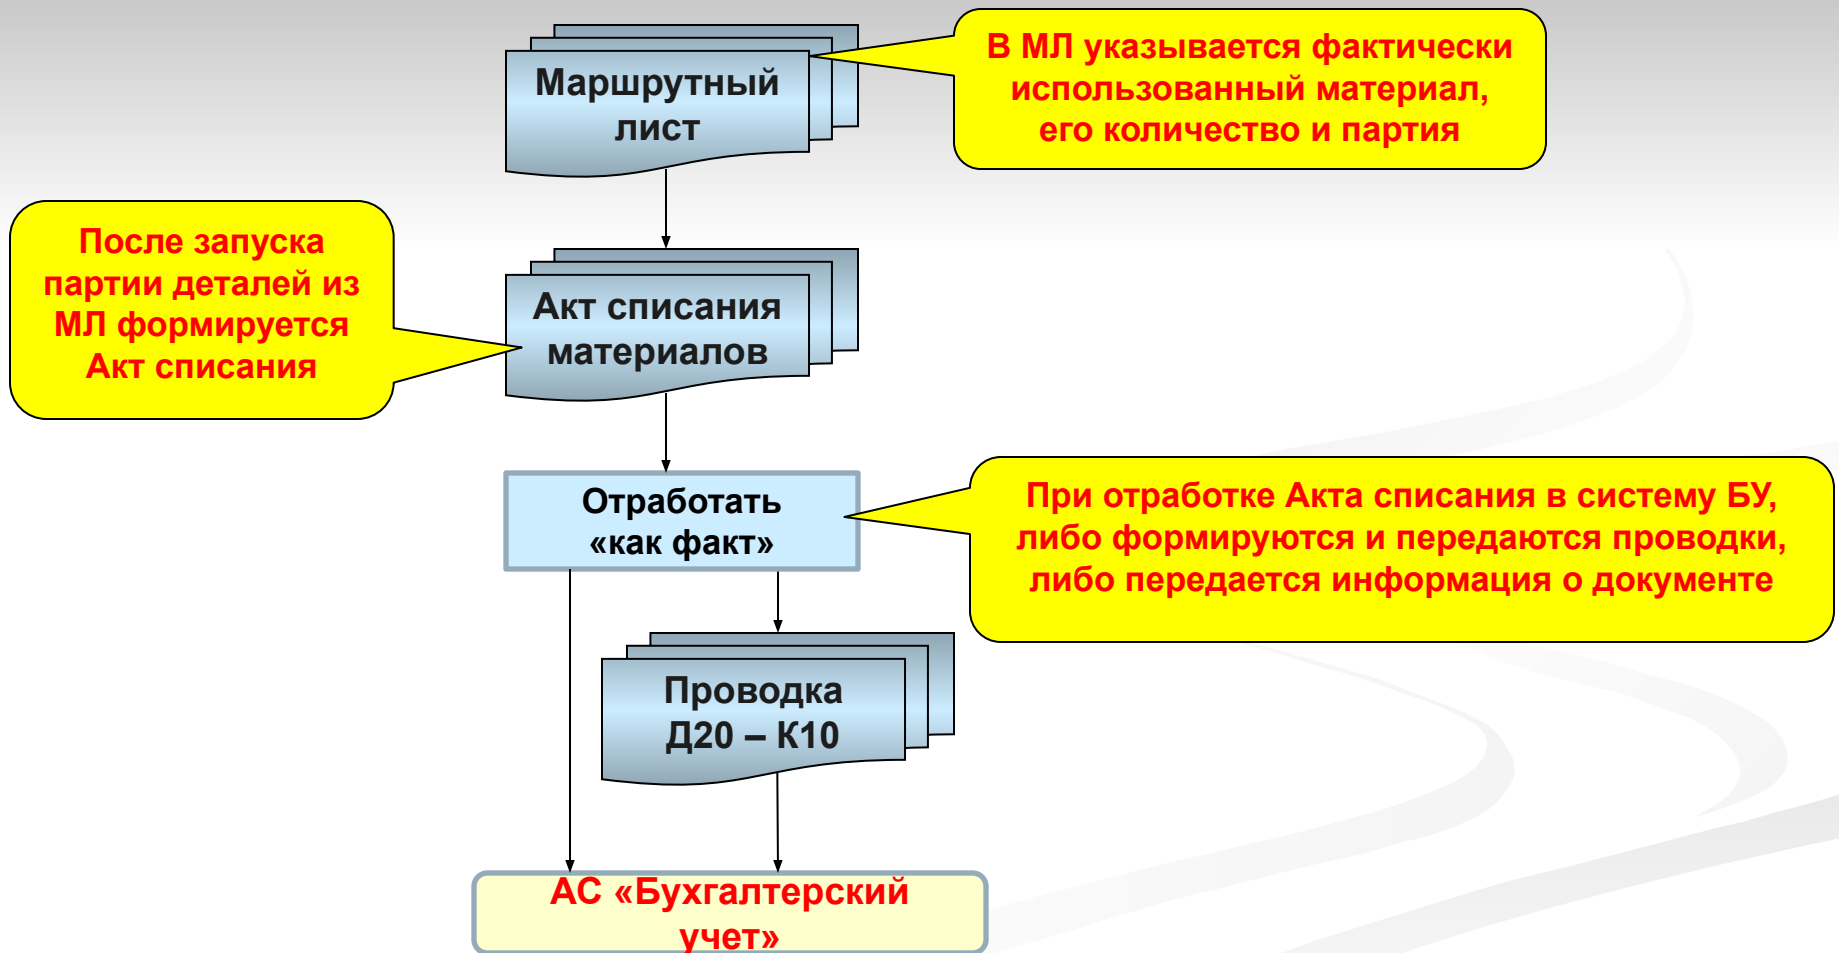 Маршрутный
лист
В МЛ указывается фактически
использованный материал,
его количество и партия
После запуска
партии деталей из
МЛ формируется
Акт списания
Акт списания
материалов
Отработать
«как факт»
При отработке Акта списания в систему БУ,
либо формируются и передаются проводки,
либо передается информация о документе
Проводка
Д20 – К10
АС «Бухгалтерский
учет»